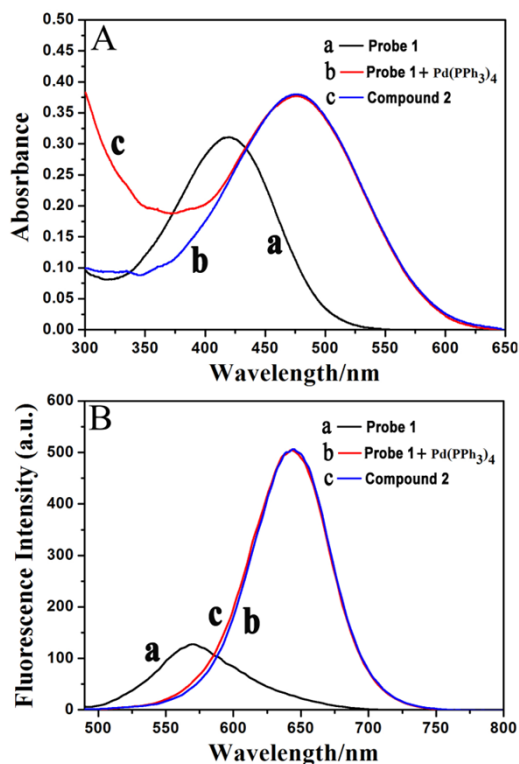 A
a Probe 1
b Probe 1 + Pd(PPh3)4
c Compound 2
0.50
0.45
0.40
0.35
0.30
0.25
0.20
0.15
0.10
0.05
0.00
Abosrbance
c
b
a
300 350 400 450 500 550 600 650
Wavelength/nm
B
a Probe 1
b Probe 1 + Pd(PPh3)4
c Compound 2
600
500
400
300
200
100
0
Fluorescence Intensity (a.u.)
a
c
b
500 550 600 650 700 750 800
Wavelength/nm